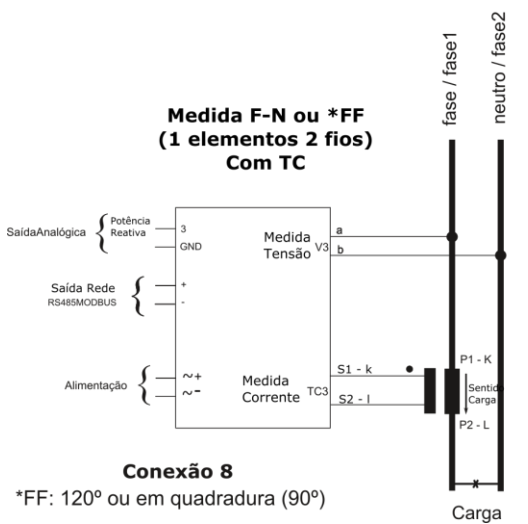 fase / fase1
neutro / fase2
Medida F-N ou *FF
(1 elementos 2 fios)
Com TC
SaídaAnalógica
Potência
Reativa
3
GND
Medida
Tensão
V3
a
b
Saída Rede
RS485MODBUS
+
-
Alimentação
~+
~-
Medida
Corrente
TC3
S1 - k
S2 - l
P1 - K
Sentido
Carga
P2 - L
Conexão 8
*FF: 120º ou em quadratura (90º)
Carga